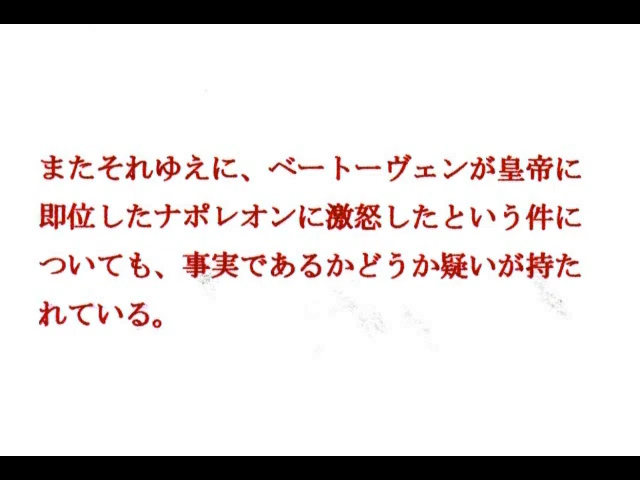 またそれゆえに、ベートーヴェンが皇帝に
即位したナポレオンに激怒したという件に
ついても、事実であるかどうか疑いが持た
れている。